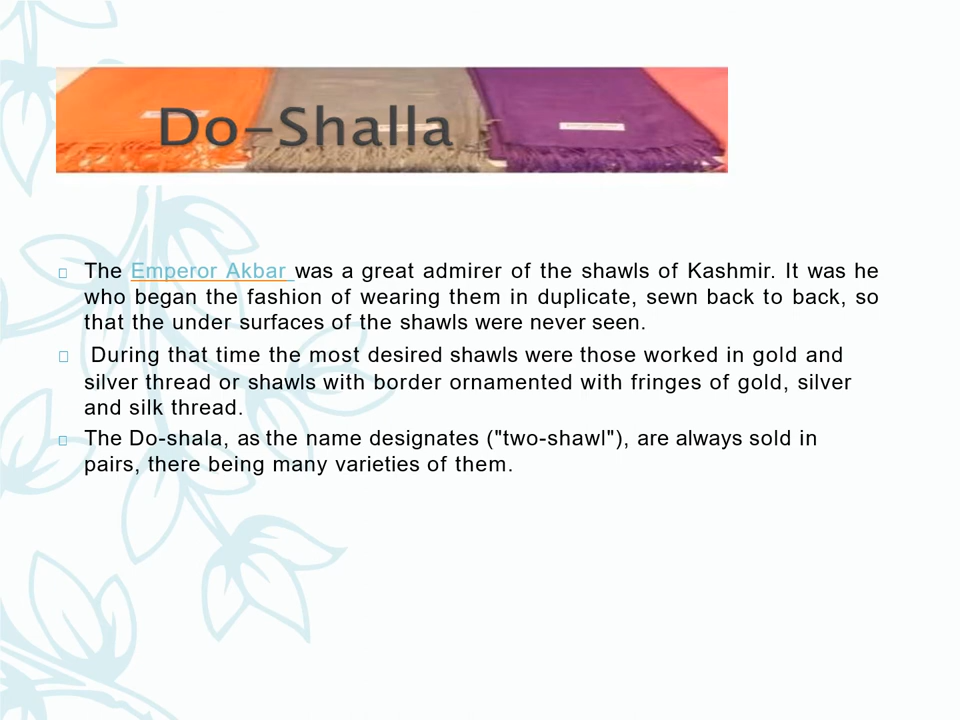 Do-Shalla
The Emperor Akbar was a great admirer of the shawls of Kashmir. It was he
who began the fashion of wearing them in duplicate, sewn back to back, so
that the under surfaces of the shawls were never seen.
During that time the most desired shawls were those worked in gold and
silver thread or shawls with border ornamented with fringes of gold, silver
and silk thread.
The Do-shala, as the name designates ("two-shawl"), are always sold in
pairs, there being many varieties of them.